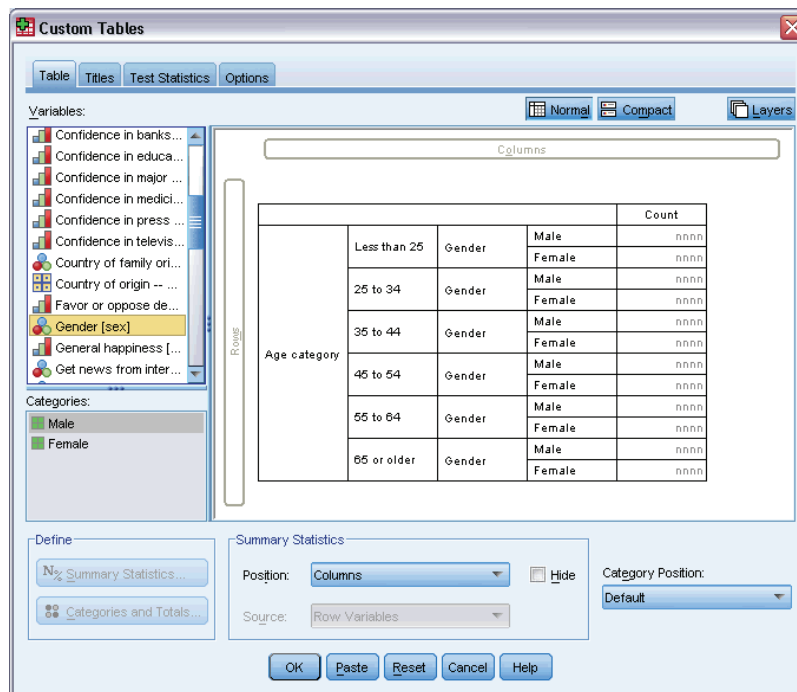 Custom Tables
Table Titles Test Statistics Options
Variables:
Normal Compact Layers
Confidence in banks...
Confidence in educa...
Confidence in major ...
Confidence in medici...
Confidence in press ...
Confidence in televis...
Country of family ori...
Country of origin -- ...
Favor or oppose de...
Gender [sex]
General happiness [...
Get news from inter...
Categories:
Male
Female
Columns
Rows
Count
Age category
Less than 25 Gender Male nnnn
Female nnnn
25 to 34 Gender Male nnnn
Female nnnn
35 to 44 Gender Male nnnn
Female nnnn
45 to 54 Gender Male nnnn
Female nnnn
55 to 64 Gender Male nnnn
Female nnnn
65 or older Gender Male nnnn
Female nnnn
Define
N% Summary Statistics...
Categories and Totals...
Summary Statistics
Position: Columns Hide
Source: Row Variables
Category Position:
Default
OK Paste Reset Cancel Help